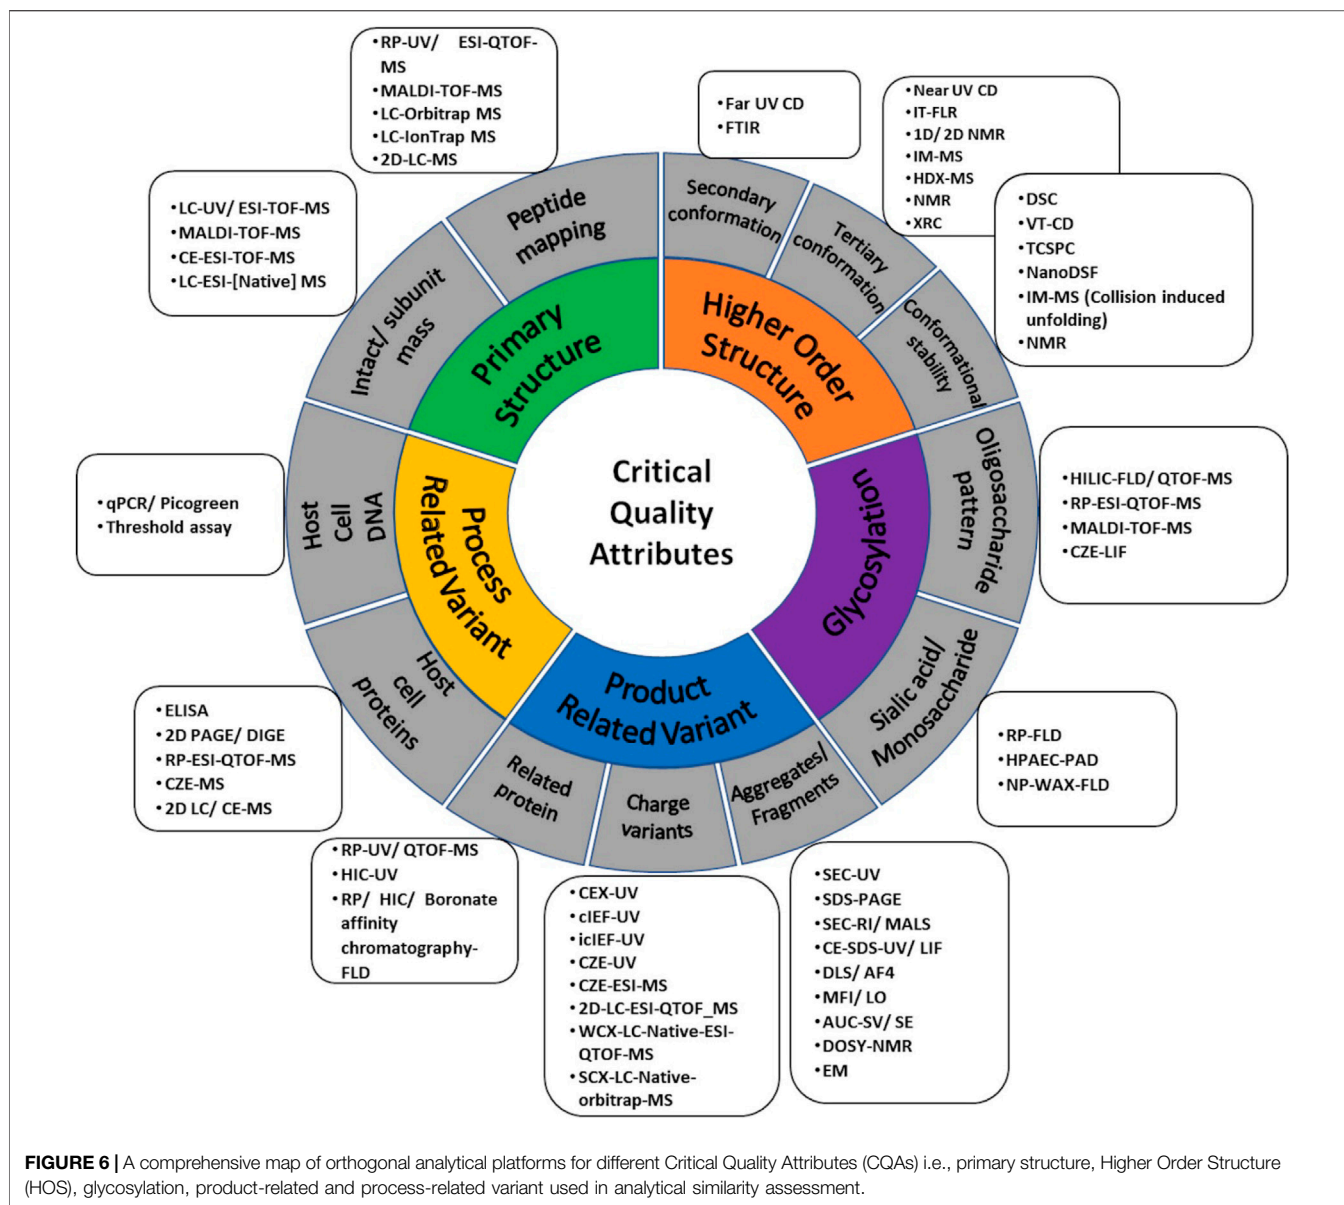 • RP-UV/ ESI-QTOF-
MS
• MALDI-TOF-MS
• LC-Orbitrap MS
• LC-IonTrap MS
• 2D-LC-MS
• Far UV CD
• FTIR
• Near UV CD
• IT-FLR
• 1D/ 2D NMR
• IM-MS
• HDX-MS
• NMR
• XRC
• LC-UV/ ESI-TOF-MS
• MALDI-TOF-MS
• CE-ESI-TOF-MS
• LC-ESI-[Native] MS
• DSC
• VT-CD
• TCSPC
• NanoDSF
• IM-MS (Collision induced
unfolding)
• NMR
Peptide
mapping
Secondary
conformation
Tertiary
conformation
Intact/ subunit
mass
Conformational
stability
Primary
Structure
Higher Order
Structure
Host
Cell
DNA
Process
Related Variant
Critical
Quality
Attributes
Glycosylation
Oligosaccharide
pattern
• qPCR/ Picogreen
• Threshold assay
• HILIC-FLD/ QTOF-MS
• RP-ESI-QTOF-MS
• MALDI-TOF-MS
• CZE-LIF
Host
cell
proteins
Product
Related Variant
Sialic acid/
Monosaccharide
Related
protein
Charge
variants
Aggregates/
Fragments
• ELISA
• 2D PAGE/ DIGE
• RP-ESI-QTOF-MS
• CZE-MS
• 2D LC/ CE-MS
• RP-FLD
• HPAEC-PAD
• NP-WAX-FLD
• RP-UV/ QTOF-MS
• HIC-UV
• RP/ HIC/ Boronate
affinity
chromatography-
FLD
• CEX-UV
• cIEF-UV
• icIEF-UV
• CZE-UV
• CZE-ESI-MS
• 2D-LC-ESI-QTOF_MS
• WCX-LC-Native-ESI-
QTOF-MS
• SCX-LC-Native-
orbitrap-MS
• SEC-UV
• SDS-PAGE
• SEC-RI/ MALS
• CE-SDS-UV/ LIF
• DLS/ AF4
• MFI/ LO
• AUC-SV/ SE
• DOSY-NMR
• EM
FIGURE 6 | A comprehensive map of orthogonal analytical platforms for different Critical Quality Attributes (CQAs) i.e., primary structure, Higher Order Structure
(HOS), glycosylation, product-related and process-related variant used in analytical similarity assessment.